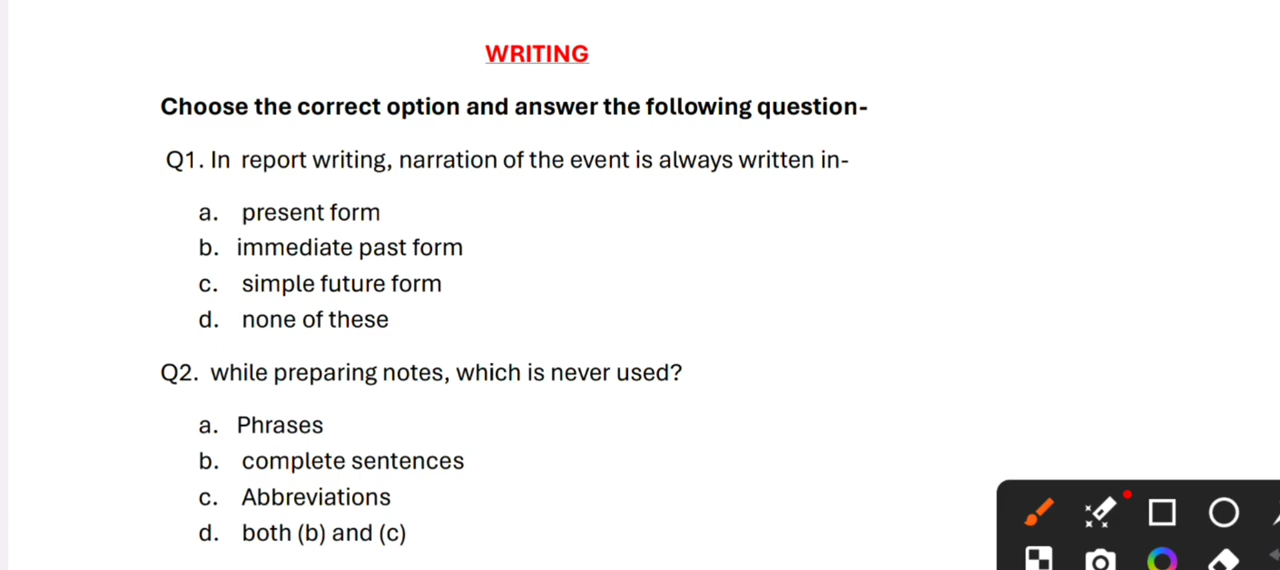 WRITING
Choose the correct option and answer the following question-
Q1. In report writing, narration of the event is always written in-
a. present form
b. immediate past form
c. simple future form
d. none of these
Q2. while preparing notes, which is never used?
a. Phrases
b. complete sentences
c. Abbreviations
d. both (b) and (c)